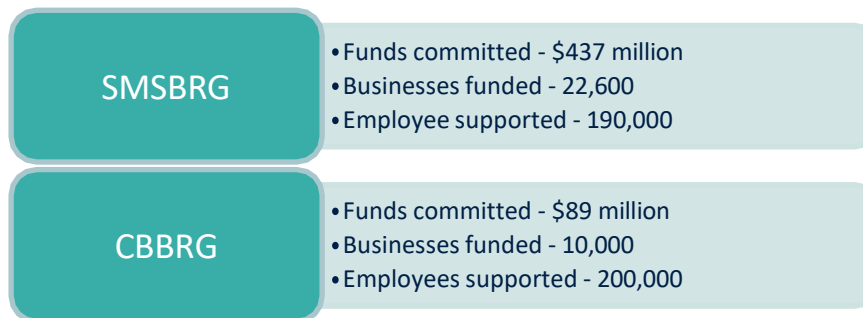 SMSBRG
•Funds committed - $437 million
•Businesses funded - 22,600
•Employee supported - 190,000
CBBRG
•Funds committed - $89 million
•Businesses funded - 10,000
•Employees supported - 200,000